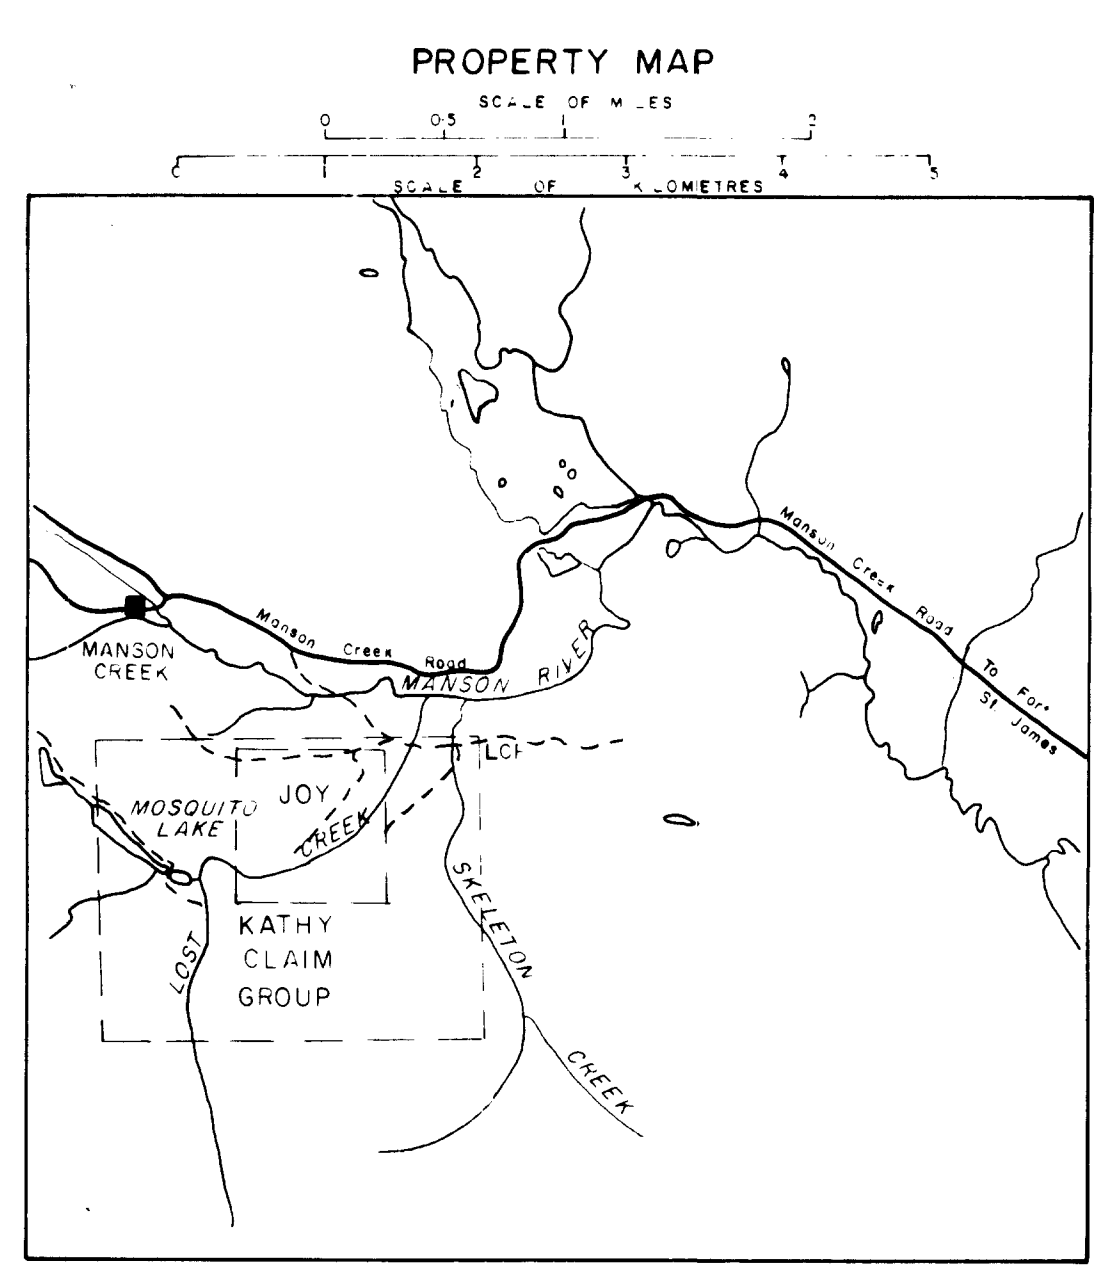 PROPERTY MAP
SCALE OF MILES
0 0·5 1 2
0 1 2 3 4 5
SCALE OF KILOMETRES
Manson Creek Road
To Fort
St. James
Manson Creek Road
MANSON
CREEK
MANSON RIVER
LCP
JOY
MOSQUITO
LAKE
CREEK
SKELETON
KATHY
CLAIM
GROUP
LOST
CREEK